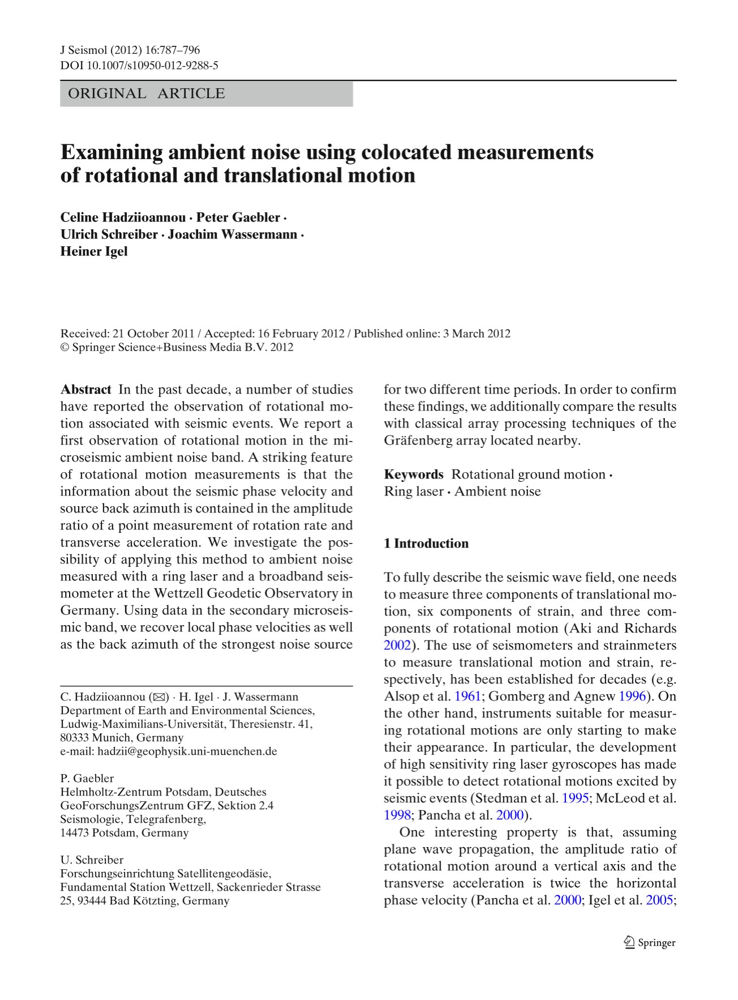 J Seismol (2012) 16:787–796
DOI 10.1007/s10950-012-9288-5
ORIGINAL ARTICLE
Examining ambient noise using colocated measurements
of rotational and translational motion
Celine Hadziioannou · Peter Gaebler ·
Ulrich Schreiber · Joachim Wassermann ·
Heiner Igel
Received: 21 October 2011 / Accepted: 16 February 2012 / Published online: 3 March 2012
© Springer Science+Business Media B.V. 2012
Abstract In the past decade, a number of studies
have reported the observation of rotational mo-
tion associated with seismic events. We report a
first observation of rotational motion in the mi-
croseismic ambient noise band. A striking feature
of rotational motion measurements is that the
information about the seismic phase velocity and
source back azimuth is contained in the amplitude
ratio of a point measurement of rotation rate and
transverse acceleration. We investigate the pos-
sibility of applying this method to ambient noise
measured with a ring laser and a broadband seis-
mometer at the Wettzell Geodetic Observatory in
Germany. Using data in the secondary microseis-
mic band, we recover local phase velocities as well
as the back azimuth of the strongest noise source
for two different time periods. In order to confirm
these findings, we additionally compare the results
with classical array processing techniques of the
Gräfenberg array located nearby.
Keywords Rotational ground motion ·
Ring laser · Ambient noise
1 Introduction
To fully describe the seismic wave field, one needs
to measure three components of translational mo-
tion, six components of strain, and three com-
ponents of rotational motion (Aki and Richards
2002). The use of seismometers and strainmeters
to measure translational motion and strain, re-
spectively, has been established for decades (e.g.
Alsop et al. 1961; Gomberg and Agnew 1996). On
the other hand, instruments suitable for measur-
ing rotational motions are only starting to make
their appearance. In particular, the development
of high sensitivity ring laser gyroscopes has made
it possible to detect rotational motions excited by
seismic events (Stedman et al. 1995; McLeod et al.
1998; Pancha et al. 2000).
One interesting property is that, assuming
plane wave propagation, the amplitude ratio of
rotational motion around a vertical axis and the
transverse acceleration is twice the horizontal
phase velocity (Pancha et al. 2000; Igel et al. 2005;
C. Hadziioannou (✉) · H. Igel · J. Wassermann
Department of Earth and Environmental Sciences,
Ludwig-Maximilians-Universität, Theresienstr. 41,
80333 Munich, Germany
e-mail: hadzii@geophysik.uni-muenchen.de
P. Gaebler
Helmholtz-Zentrum Potsdam, Deutsches
GeoForschungsZentrum GFZ, Sektion 2.4
Seismologie, Telegrafenberg,
14473 Potsdam, Germany
U. Schreiber
Forschungseinrichtung Satellitengeodäsie,
Fundamental Station Wettzell, Sackenrieder Strasse
25, 93444 Bad Kötzting, Germany
Springer